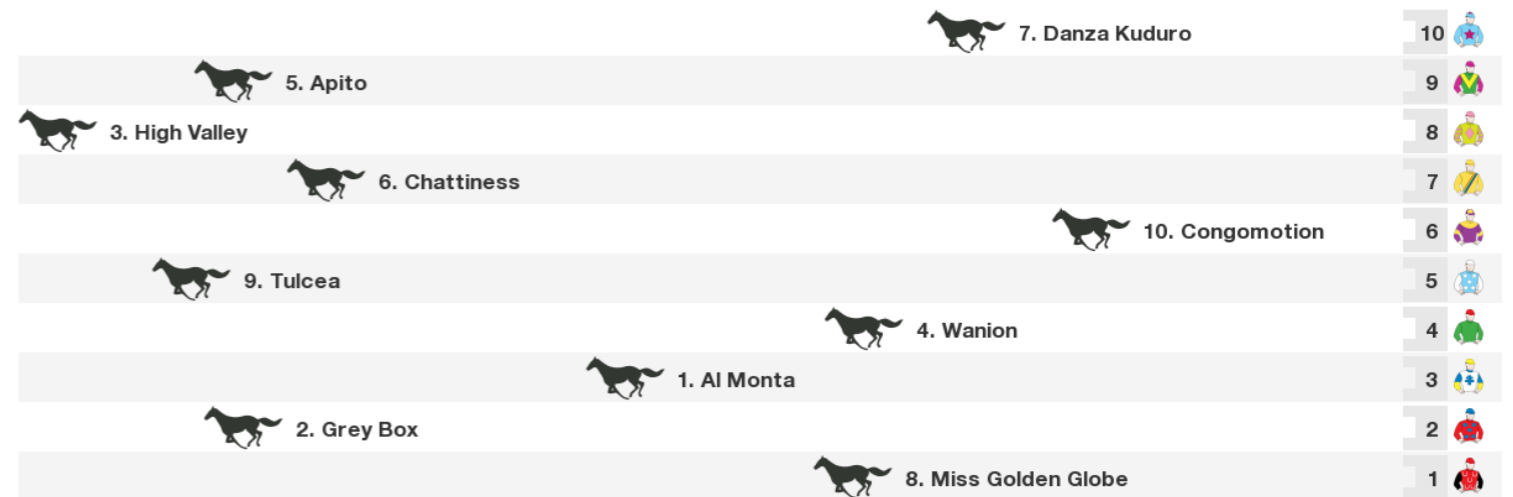 7. Danza Kuduro 10
5. Apito 9
3. High Valley 8
6. Chattiness 7
10. Congomotion 6
9. Tulcea 5
4. Wanion 4
1. Al Monta 3
2. Grey Box 2
8. Miss Golden Globe 1